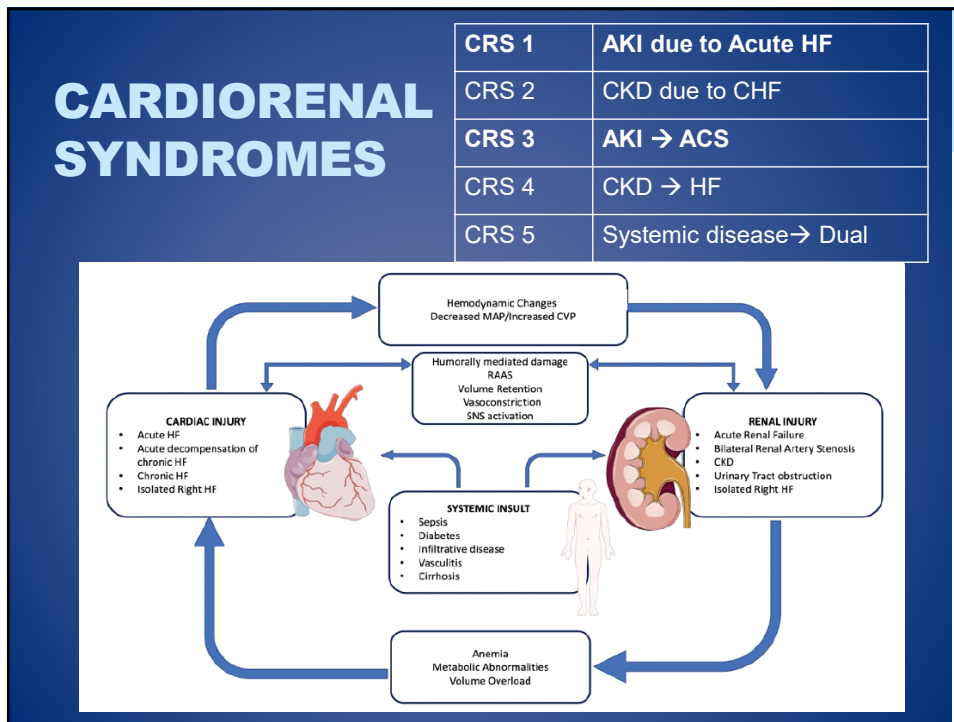 CARDIORENAL
SYNDROMES
CRS 1 AKI due to Acute HF
CRS 2 CKD due to CHF
CRS 3 AKI → ACS
CRS 4 CKD → HF
CRS 5 Systemic disease→ Dual
Hemodynamic Changes
Decreased MAP/Increased CVP
Humorally mediated damage
RAAS
Volume Retention
Vasoconstriction
SNS activation
CARDIAC INJURY
• Acute HF
• Acute decompensation of
chronic HF
• Chronic HF
• Isolated Right HF
RENAL INJURY
• Acute Renal Failure
• Bilateral Renal Artery Stenosis
• CKD
• Urinary Tract obstruction
• Isolated Right HF
SYSTEMIC INSULT
• Sepsis
• Diabetes
• Infiltrative disease
• Vasculitis
• Cirrhosis
Anemia
Metabolic Abnormalities
Volume Overload